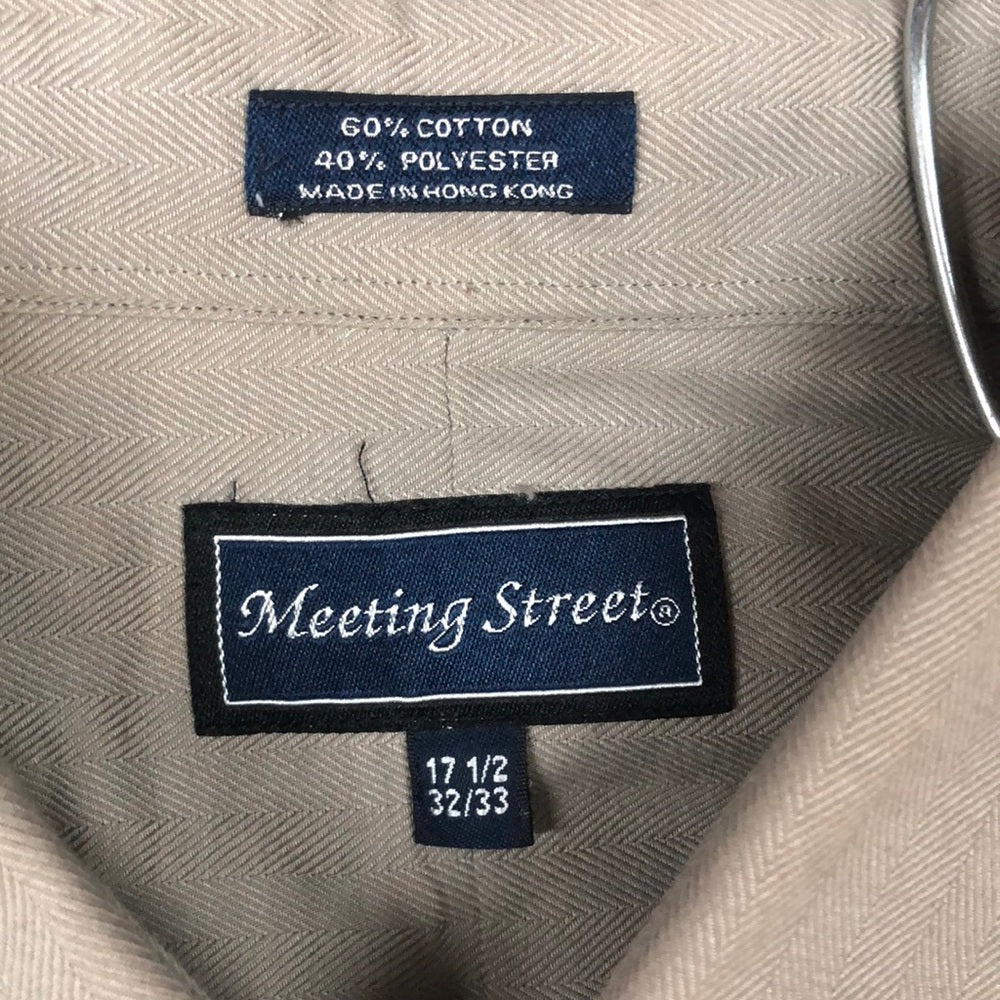 60% COTTON
40% POLYESTER
MADE IN HONG KONG
Meeting Street®
17 1/2
32/33